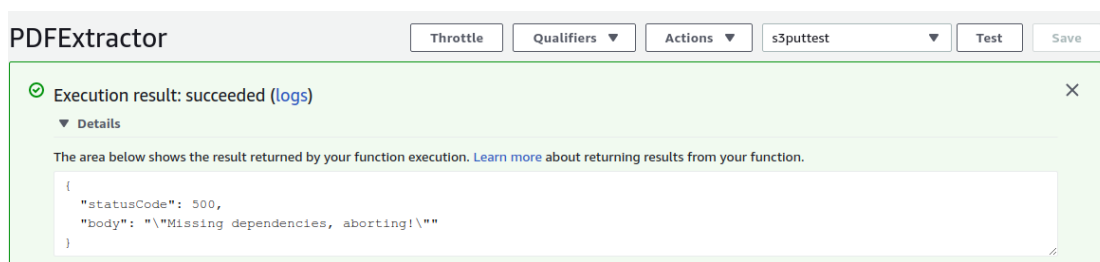 PDFExtractor Throttle Qualifiers Actions s3puttest Test Save
Execution result: succeeded (logs)
Details
The area below shows the result returned by your function execution. Learn more about returning results from your function.
{
"statusCode": 500,
"body": "\"Missing dependencies, aborting!\""
}